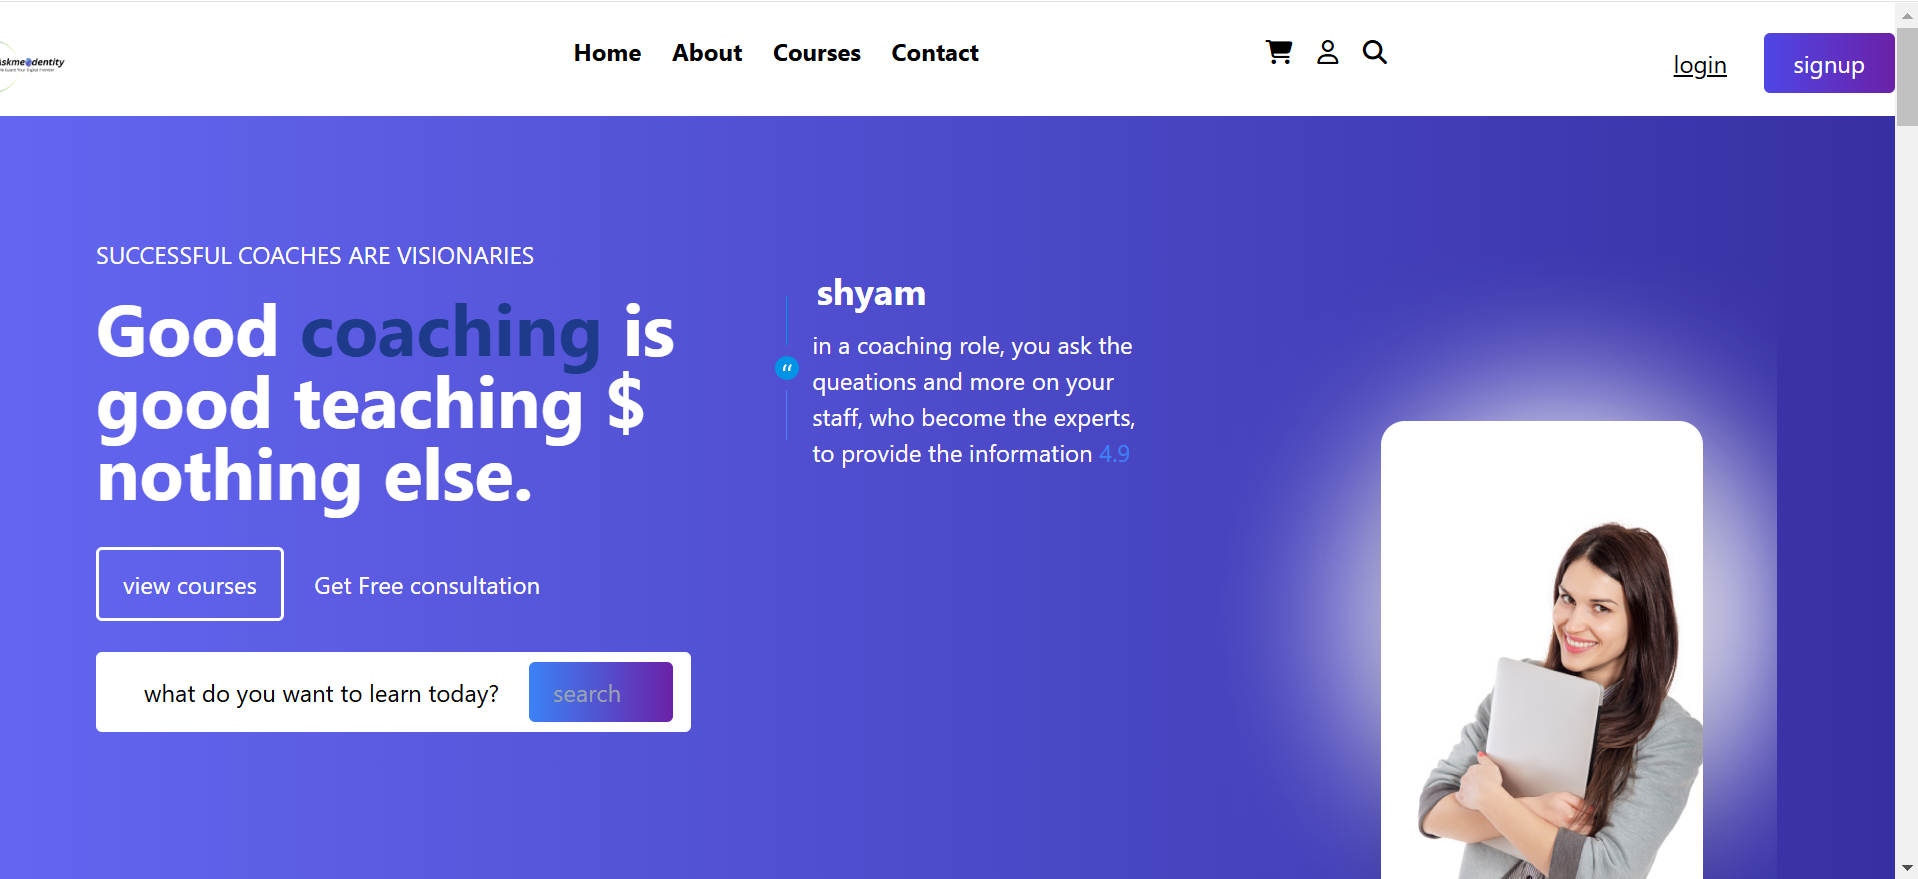 Home About Courses Contact
login
signup
SUCCESSFUL COACHES ARE VISIONARIES
Good coaching is
good teaching $
nothing else.
view courses
Get Free consultation
what do you want to learn today?
search
shyam
in a coaching role, you ask the
queations and more on your
staff, who become the experts,
to provide the information 4.9